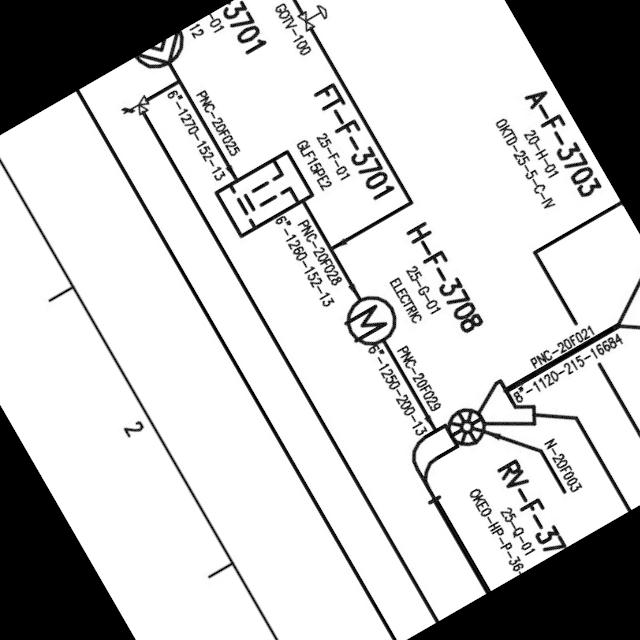 3701
-01
12
GOTV-100
PNC-20F025
6"-1270-152-13
FT-F-3701
25-F-01
GLF15PE2
A-F-3703
20-H-01
OKTD-25-5-C-IV
PNC-20F028
6"-1260-152-13
H-F-3708
25-G-01
ELECTRIC
M
PNC-20F029
6"-1250-200-13
PNC-20F021
8"-1120-215-16684
N-20F003
RV-F-37
25-Q-01
OKEO-HP-P-36
2